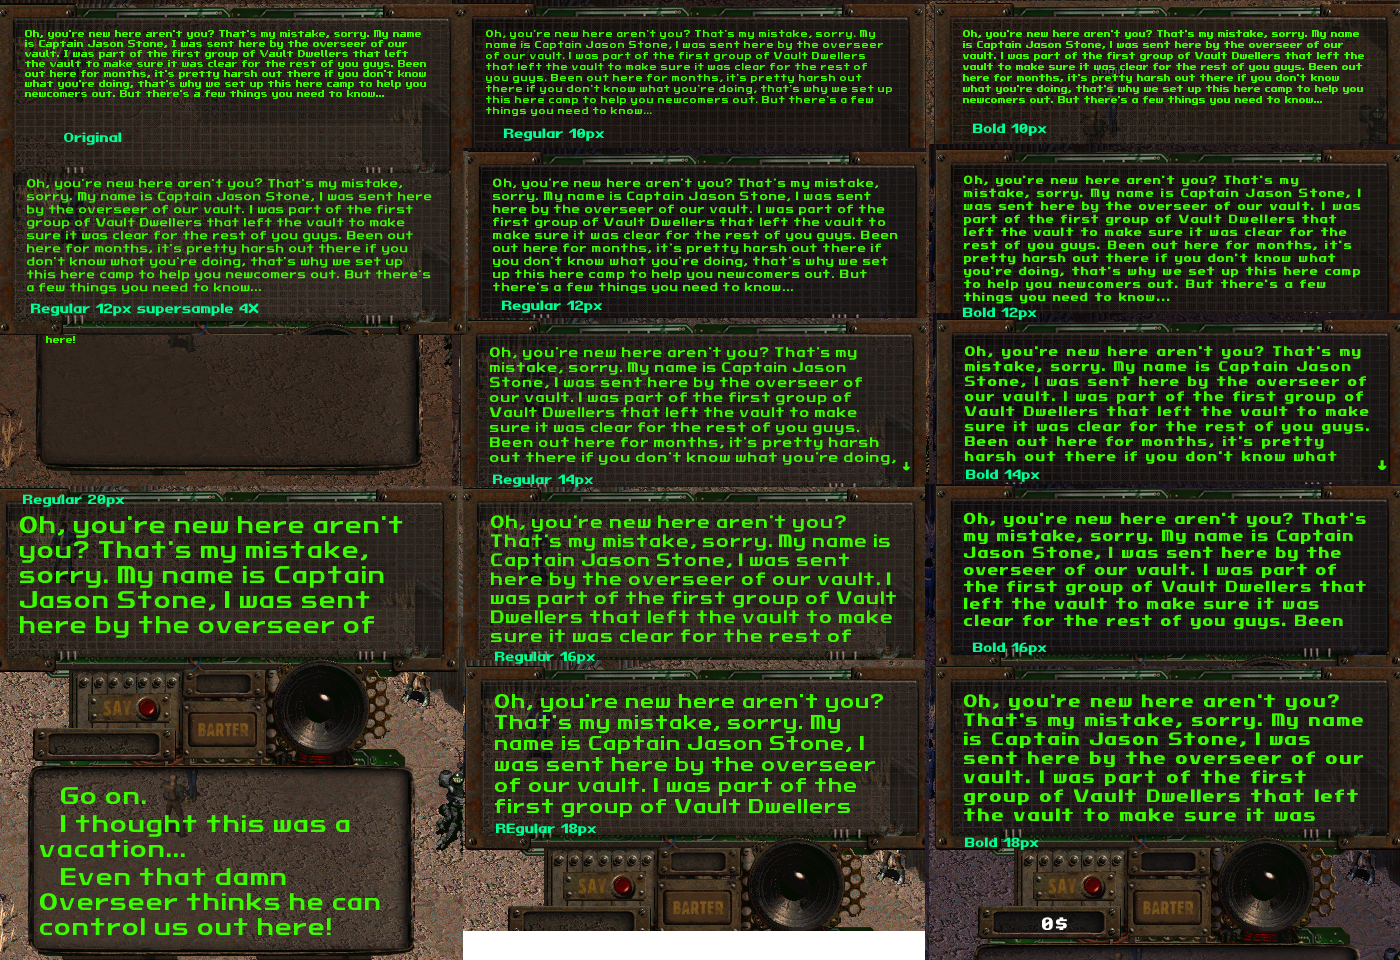 Oh, you're new here aren't you? That's my mistake, sorry. My name
is Captain Jason Stone, I was sent here by the overseer of our
vault. I was part of the first group of Vault Dwellers that left
the vault to make sure it was clear for the rest of you guys. Been
out here for months, it's pretty harsh out there if you don't know
what you're doing, that's why we set up this here camp to help you
newcomers out. But there's a few things you need to know...
Original
Oh, you're new here aren't you? That's my mistake,
sorry. My name is Captain Jason Stone, I was sent here
by the overseer of our vault. I was part of the first
group of Vault Dwellers that left the vault to make
sure it was clear for the rest of you guys. Been out
here for months, it's pretty harsh out there if you
don't know what you're doing, that's why we set up
this here camp to help you newcomers out. But there's
a few things you need to know...
Regular 12px supersample 4X
here!
Regular 20px
Oh, you're new here aren't
you? That's my mistake,
sorry. My name is Captain
Jason Stone, I was sent
here by the overseer of
SAY
BARTER
Go on.
I thought this was a
vacation...
Even that damn
Overseer thinks he can
control us out here!
Oh, you're new here aren't you? That's my mistake, sorry. My
name is Captain Jason Stone, I was sent here by the overseer
of our vault. I was part of the first group of Vault Dwellers
that left the vault to make sure it was clear for the rest of
you guys. Been out here for months, it's pretty harsh out
there if you don't know what you're doing, that's why we set up
this here camp to help you newcomers out. But there's a few
things you need to know...
Regular 10px
Oh, you're new here aren't you? That's my mistake,
sorry. My name is Captain Jason Stone, I was sent
here by the overseer of our vault. I was part of the
first group of Vault Dwellers that left the vault to
make sure it was clear for the rest of you guys. Been
out here for months, it's pretty harsh out there if
you don't know what you're doing, that's why we set
up this here camp to help you newcomers out. But
there's a few things you need to know...
Regular 12px
Oh, you're new here aren't you? That's my
mistake, sorry. My name is Captain Jason
Stone, I was sent here by the overseer of
our vault. I was part of the first group of
Vault Dwellers that left the vault to make
sure it was clear for the rest of you guys.
Been out here for months, it's pretty harsh
out there if you don't know what you're doing,
Regular 14px
Oh, you're new here aren't you?
That's my mistake, sorry. My name is
Captain Jason Stone, I was sent
here by the overseer of our vault. I
was part of the first group of Vault
Dwellers that left the vault to make
sure it was clear for the rest of
Regular 16px
Oh, you're new here aren't you?
That's my mistake, sorry. My
name is Captain Jason Stone, I
was sent here by the overseer
of our vault. I was part of the
first group of Vault Dwellers
REgular 18px
SAY
BARTER
Oh, you're new here aren't you? That's my mistake, sorry. My name
is Captain Jason Stone, I was sent here by the overseer of our
vault. I was part of the first group of Vault Dwellers that left the
vault to make sure it was clear for the rest of you guys. Been out
here for months, it's pretty harsh out there if you don't know
what you're doing, that's why we set up this here camp to help you
newcomers out. But there's a few things you need to know...
Bold 10px
Oh, you're new here aren't you? That's my
mistake, sorry. My name is Captain Jason Stone, I
was sent here by the overseer of our vault. I was
part of the first group of Vault Dwellers that
left the vault to make sure it was clear for the
rest of you guys. Been out here for months, it's
pretty harsh out there if you don't know what
you're doing, that's why we set up this here camp
to help you newcomers out. But there's a few
things you need to know...
Bold 12px
Oh, you're new here aren't you? That's my
mistake, sorry. My name is Captain Jason
Stone, I was sent here by the overseer of
our vault. I was part of the first group of
Vault Dwellers that left the vault to make
sure it was clear for the rest of you guys.
Been out here for months, it's pretty
harsh out there if you don't know what
Bold 14px
Oh, you're new here aren't you? That's
my mistake, sorry. My name is Captain
Jason Stone, I was sent here by the
overseer of our vault. I was part of
the first group of Vault Dwellers that
left the vault to make sure it was
clear for the rest of you guys. Been
Bold 16px
Oh, you're new here aren't you?
That's my mistake, sorry. My name
is Captain Jason Stone, I was
sent here by the overseer of our
vault. I was part of the first
group of Vault Dwellers that left
the vault to make sure it was
Bold 18px
SAY
BARTER
0$